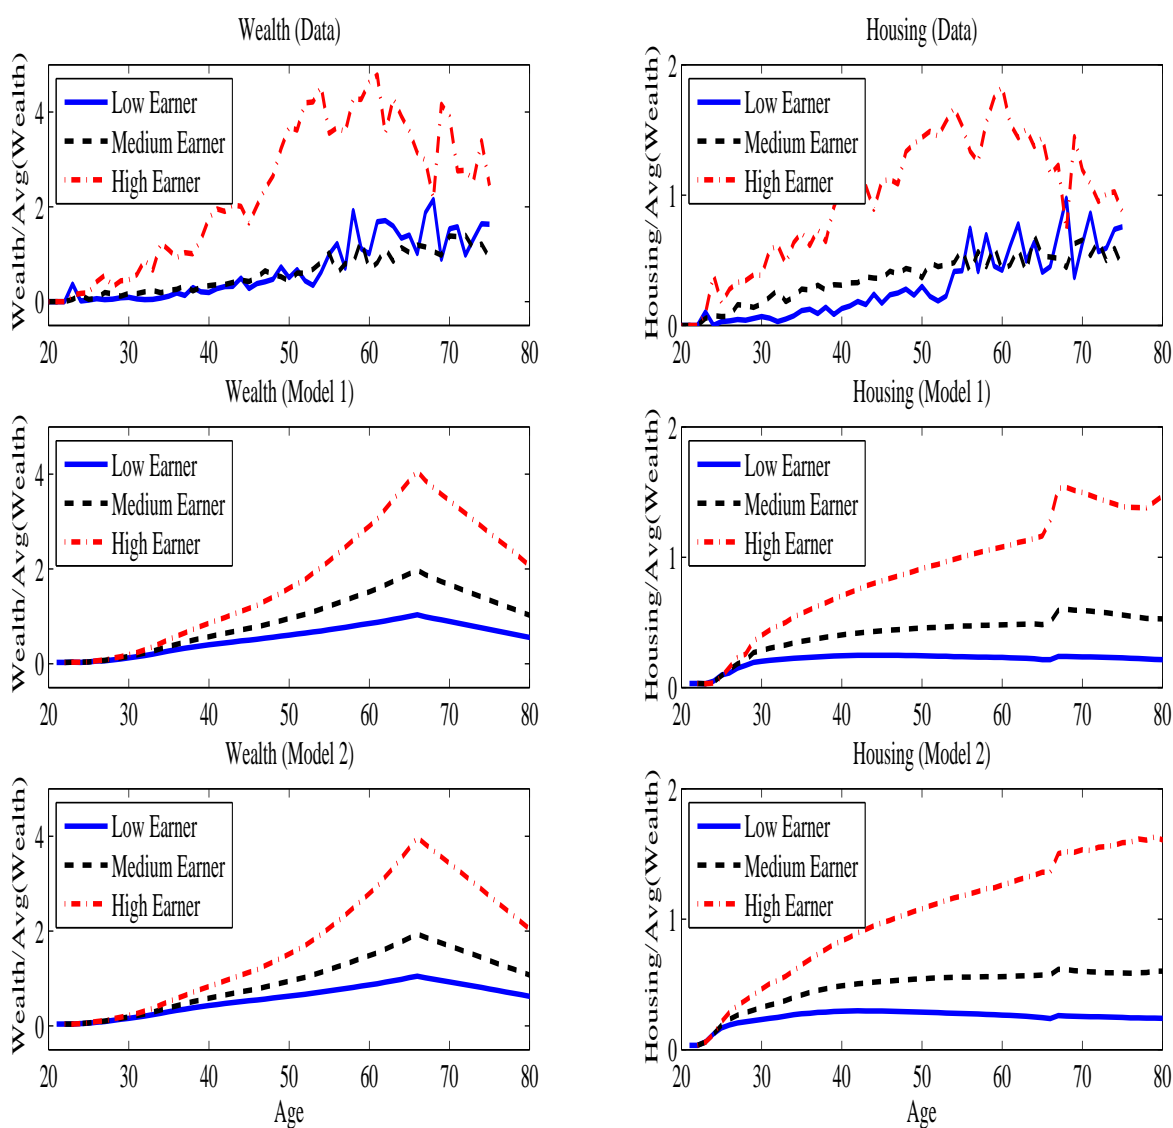 Wealth (Data)
Wealth/Avg(Wealth)
4
2
0
Low Earner
Medium Earner
High Earner
20 30 40 50 60 70 80
Housing (Data)
Housing/Avg(Wealth)
2
1
0
Low Earner
Medium Earner
High Earner
20 30 40 50 60 70 80
Wealth (Model 1)
Wealth/Avg(Wealth)
4
2
0
Low Earner
Medium Earner
High Earner
20 30 40 50 60 70 80
Housing (Model 1)
Housing/Avg(Wealth)
2
1
0
Low Earner
Medium Earner
High Earner
20 30 40 50 60 70 80
Wealth (Model 2)
Wealth/Avg(Wealth)
4
2
0
Low Earner
Medium Earner
High Earner
20 30 40 50 60 70 80
Age
Housing (Model 2)
Housing/Avg(Wealth)
2
1
0
Low Earner
Medium Earner
High Earner
20 30 40 50 60 70 80
Age